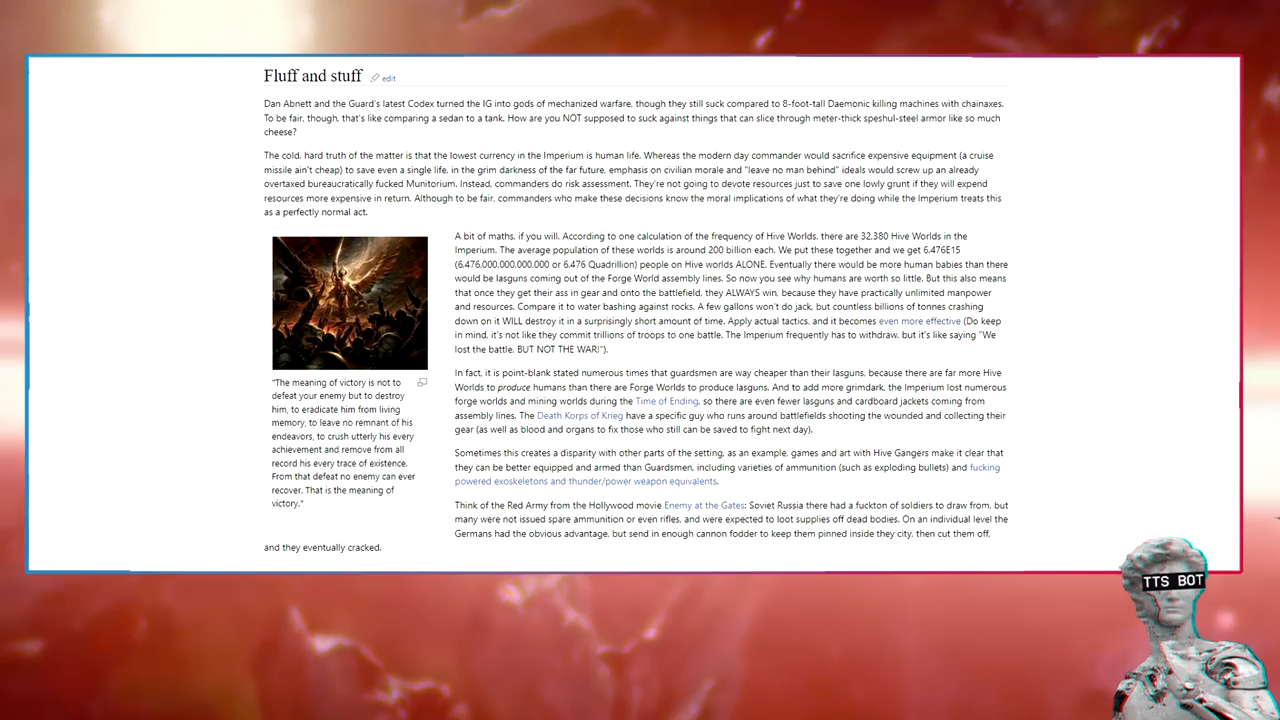 Fluff and stuff edit
Dan Abnett and the Guard's latest Codex turned the IG into gods of mechanized warfare, though they still suck compared to 8-foot-tall Daemonic killing machines with chainaxes.
To be fair, though, that's like comparing a sedan to a tank. How are you NOT supposed to suck against things that can slice through meter-thick speshul-steel armor like so much
cheese?
The cold, hard truth of the matter is that the lowest currency in the Imperium is human life. Whereas the modern day commander would sacrifice expensive equipment (a cruise
missile ain't cheap) to save even a single life, in the grim darkness of the far future, emphasis on civilian morale and "leave no man behind" ideals would screw up an already
overtaxed bureaucratically fucked Munitorium. Instead, commanders do risk assessment. They're not going to devote resources just to save one lowly grunt if they will expend
resources more expensive in return. Although to be fair, commanders who make these decisions know the moral implications of what they're doing while the Imperium treats this
as a perfectly normal act.
A bit of maths, if you will. According to one calculation of the frequency of Hive Worlds, there are 32,380 Hive Worlds in the
Imperium. The average population of these worlds is around 200 billion each. We put these together and we get 6.476E15
(6,476,000,000,000,000 or 6.476 Quadrillion) people on Hive worlds ALONE. Eventually there would be more human babies than there
would be lasguns coming out of the Forge World assembly lines. So now you see why humans are worth so little. But this also means
that once they get their ass in gear and onto the battlefield, they ALWAYS win, because they have practically unlimited manpower
and resources. Compare it to water bashing against rocks. A few gallons won't do jack, but countless billions of tonnes crashing
down on it WILL destroy it in a surprisingly short amount of time. Apply actual tactics, and it becomes even more effective (Do keep
in mind, it's not like they commit trillions of troops to one battle. The Imperium frequently has to withdraw, but it's like saying "We
lost the battle, BUT NOT THE WAR!").
In fact, it is point-blank stated numerous times that guardsmen are way cheaper than their lasguns, because there are far more Hive
Worlds to produce humans than there are Forge Worlds to produce lasguns. And to add more grimdark, the Imperium lost numerous
forge worlds and mining worlds during the Time of Ending, so there are even fewer lasguns and cardboard jackets coming from
assembly lines. The Death Korps of Krieg have a specific guy who runs around battlefields shooting the wounded and collecting their
gear (as well as blood and organs to fix those who still can be saved to fight next day).
Sometimes this creates a disparity with other parts of the setting, as an example, games and art with Hive Gangers make it clear that
they can be better equipped and armed than Guardsmen, including varieties of ammunition (such as exploding bullets) and fucking
powered exoskeletons and thunder/power weapon equivalents.
Think of the Red Army from the Hollywood movie Enemy at the Gates: Soviet Russia there had a fuckton of soldiers to draw from, but
many were not issued spare ammunition or even rifles, and were expected to loot supplies off dead bodies. On an individual level the
Germans had the obvious advantage, but send in enough cannon fodder to keep them pinned inside they city, then cut them off,
and they eventually cracked.
"The meaning of victory is not to
defeat your enemy but to destroy
him, to eradicate him from living
memory, to leave no remnant of his
endeavors, to crush utterly his every
achievement and remove from all
record his every trace of existence.
From that defeat no enemy can ever
recover. That is the meaning of
victory."
TTS BOT